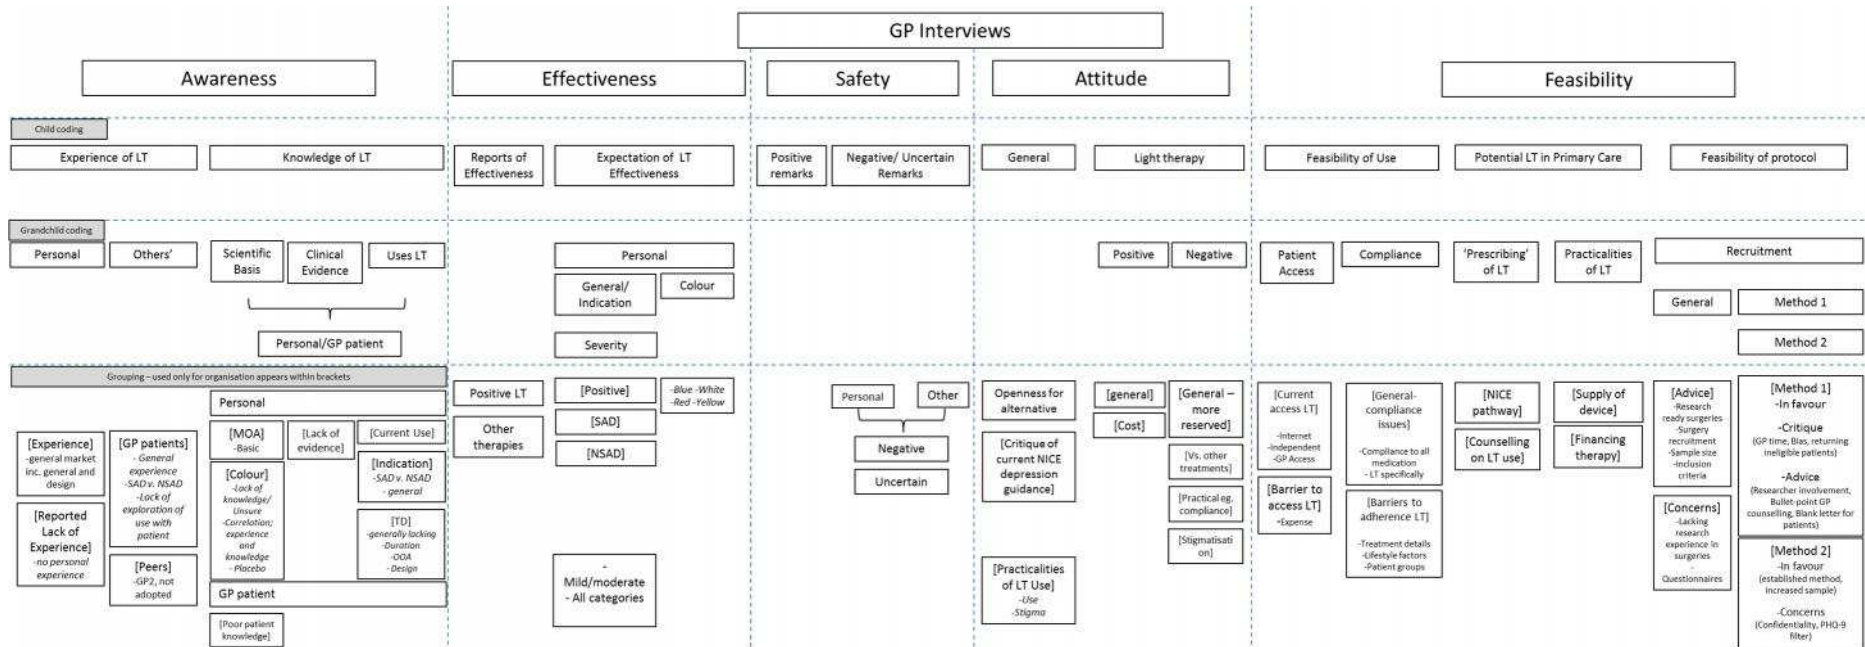 GP Interviews
Awareness
Effectiveness
Safety
Attitude
Feasibility
Child coding
Experience of LT
Knowledge of LT
Reports of
Effectiveness
Expectation of LT
Effectiveness
Positive
remarks
Negative/ Uncertain
Remarks
General
Light therapy
Feasibility of Use
Potential LT in Primary Care
Feasibility of protocol
Grandchild coding
Personal
Others'
Scientific
Basis
Clinical
Evidence
Uses LT
Personal/GP patient
Personal
General/
Indication
Colour
Severity
Positive
Negative
Patient
Access
Compliance
'Prescribing'
of LT
Practicalities
of LT
Recruitment
General
Method 1
Method 2
Grouping – used only for organisation appears within brackets
[Experience]
-general market
inc. general and
design
[Reported
Lack of
Experience]
-no personal
experience
[GP patients]
- General
experience
-SAD v. NSAD
-Lack of
exploration of
use with
patient
[Peers]
-GP2, not
adopted
Personal
[MOA]
-Basic
[Colour]
-Lack of
knowledge/
Unsure
-Correlation;
experience
and
knowledge
- Placebo
[Lack of
evidence]
[Current Use]
[Indication]
-SAD v. NSAD
- general
[TD]
-generally lacking
-Duration
-OOA
- Design
GP patient
[Poor patient
knowledge]
Positive LT
Other
therapies
[Positive]
[SAD]
[NSAD]
-Blue -White
-Red -Yellow
-
Mild/moderate
- All categories
Personal
Other
Negative
Uncertain
Openness for
alternative
[Critique of
current NICE
depression
guidance]
[Practicalities
of LT Use]
-Use
-Stigma
[general]
[Cost]
[General –
more
reserved]
[Vs. other
treatments]
[Practical eg.
compliance]
[Stigmatisati
on]
[Current
access LT]
-Internet
-Independent
-GP Access
[Barrier to
access LT]
-Expense
[General-
compliance
issues]
-Compliance to all
medication
- LT specifically
[Barriers to
adherence LT]
-Treatment details
-Lifestyle factors
- Patient groups
[NICE
pathway]
[Counselling
on LT use]
[Supply of
device]
[Financing
therapy]
[Advice]
-Research
ready surgeries
-Surgery
recruitment
-Sample size
-Inclusion
criteria
[Concerns]
-Lacking
research
experience in
surgeries
-
Questionnaires
[Method 1]
-In favour
-Critique
(GP time, Bias, returning
ineligible patients)
-Advice
(Researcher involvement,
Bullet-point GP
counselling, Blank letter for
patients)
[Method 2]
-In favour
(established method,
increased sample)
-Concerns
(Confidentiality, PHQ-9
filter)